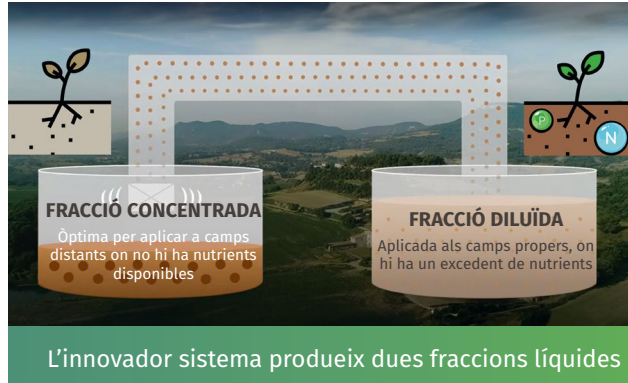 P
N
FRACCIÓ CONCENTRADA
Òptima per aplicar a camps
distants on no hi ha nutrients
disponibles
FRACCIÓ DILUÏDA
Aplicada als camps propers, on
hi ha un excedent de nutrients
L'innovador sistema produeix dues fraccions líquides